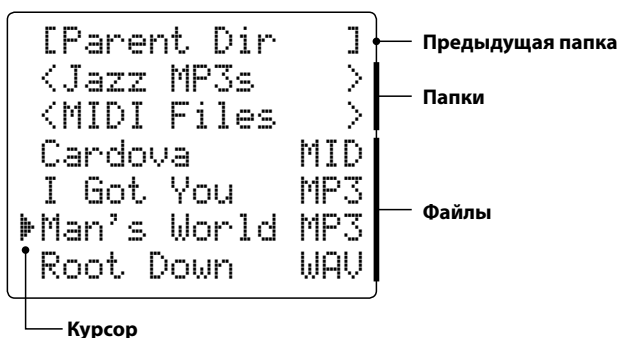 [Parent Dir ] Предыдущая папка
<Jazz MP3s >
Папки
<MIDI Files >
Cardova MID
I Got You MP3
Файлы
Man's World MP3
Root Down WAV
Курсор